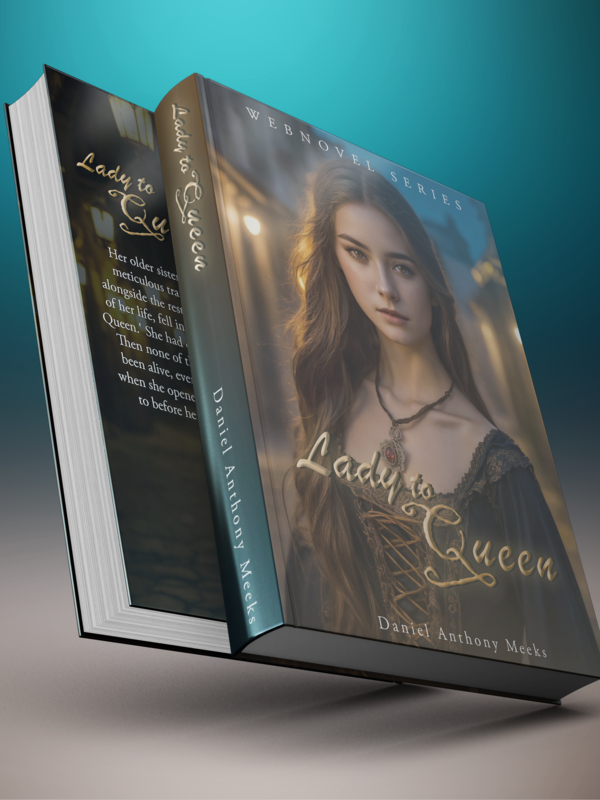 WEBNOVEL SERIES
Lady to
Queen
Daniel Anthony Meeks
Lady to Queen
Daniel Anthony Meeks
Lady to
Qu
Her older siste
meticulous tra
alongside the rest
of her life, fell in
Queen.' She had
Then none of t
been alive, eve
when she opene
to before he